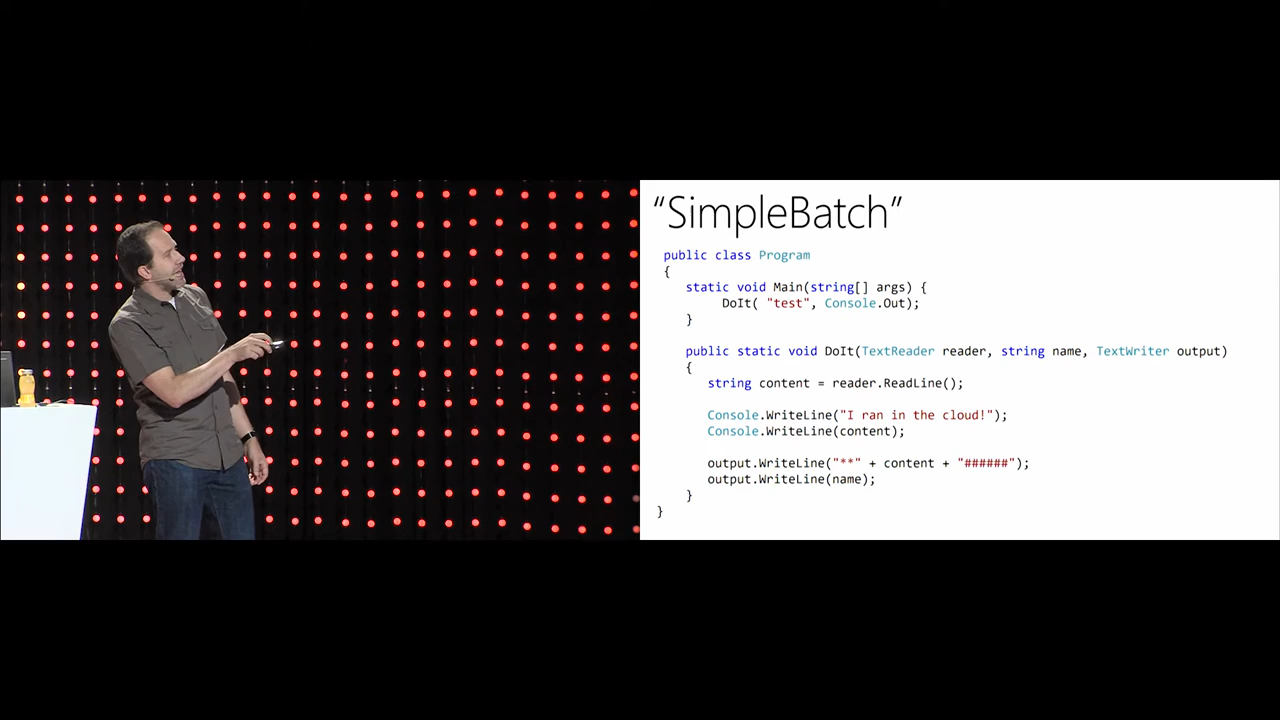 “SimpleBatch”
public class Program
{
static void Main(string[] args) {
DoIt( "test", Console.Out);
}
public static void DoIt(TextReader reader, string name, TextWriter output)
{
string content = reader.ReadLine();
Console.WriteLine("I ran in the cloud!");
Console.WriteLine(content);
output.WriteLine("**" + content + "######");
output.WriteLine(name);
}
}